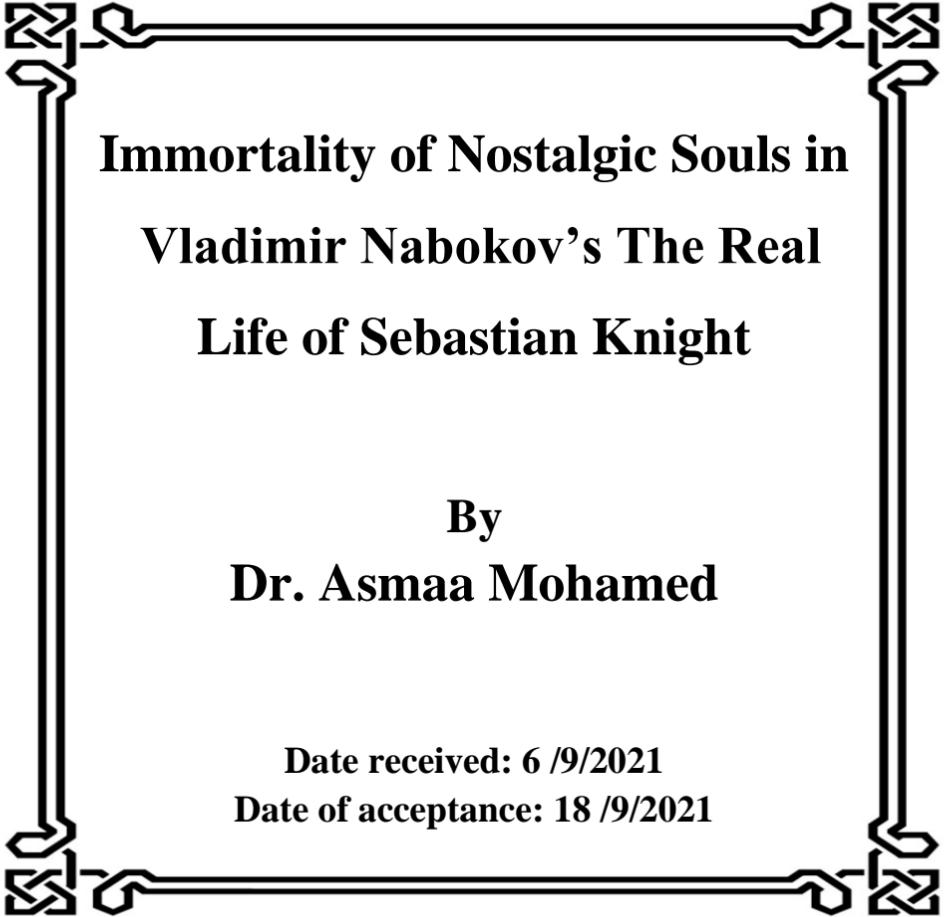 Immortality of Nostalgic Souls in
Vladimir Nabokov’s The Real
Life of Sebastian Knight
By
Dr. Asmaa Mohamed
Date received: 6 /9/2021
Date of acceptance: 18 /9/2021